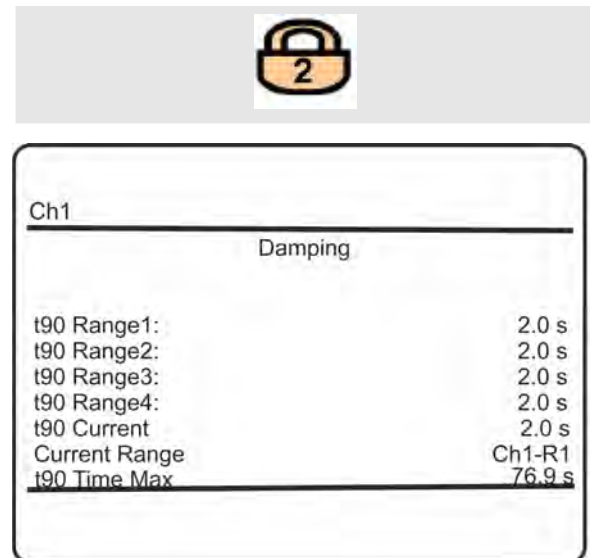 2
Ch1
Damping
t90 Range1: 2.0 s
t90 Range2: 2.0 s
t90 Range3: 2.0 s
t90 Range4: 2.0 s
t90 Current 2.0 s
Current Range Ch1-R1
t90 Time Max 76.9 s